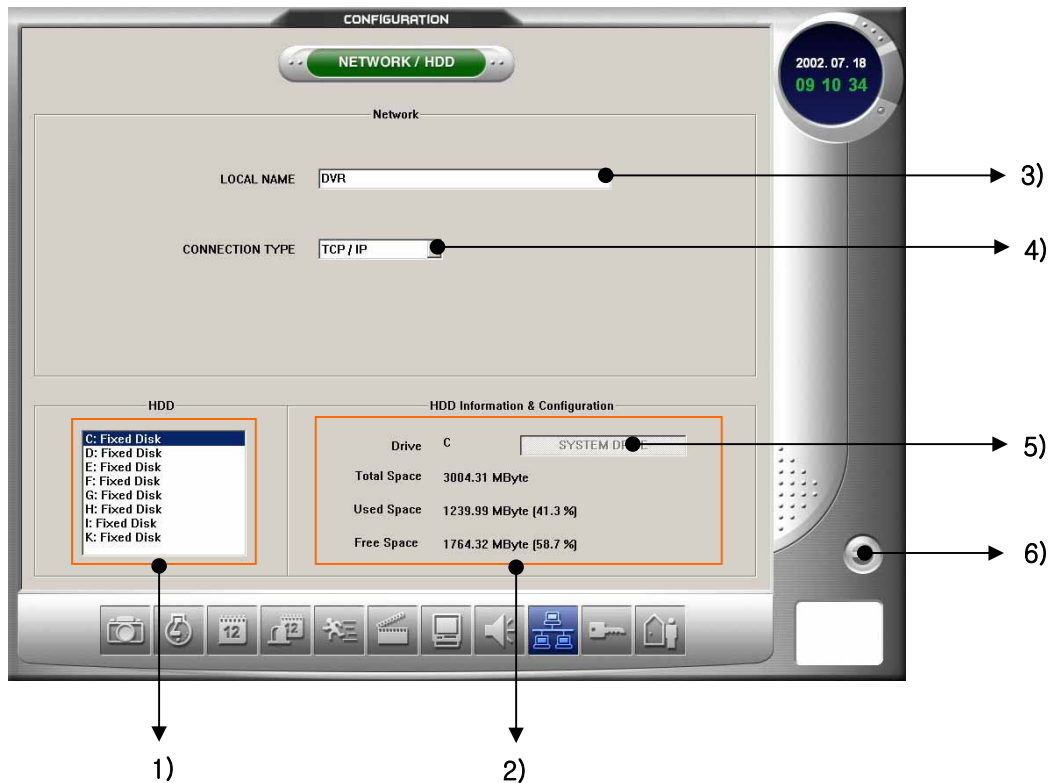 CONFIGURATION
NETWORK / HDD
2002. 07. 18
09 10 34
Network
LOCAL NAME DVR
3)
CONNECTION TYPE TCP / IP
4)
HDD
HDD Information & Configuration
C: Fixed Disk
D: Fixed Disk
E: Fixed Disk
F: Fixed Disk
G: Fixed Disk
H: Fixed Disk
I: Fixed Disk
K: Fixed Disk
Drive C
SYSTEM
5)
Total Space 3004.31 MByte
Used Space 1239.99 MByte (41.3 %)
Free Space 1764.32 MByte (58.7 %)
6)
12
12
1)
2)